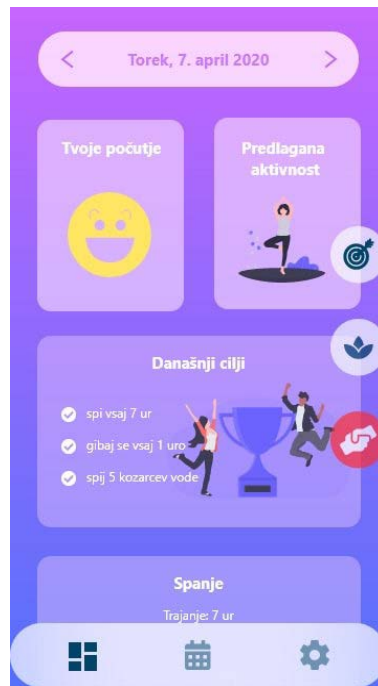 Torek, 7. april 2020
Tvoje počutje
Predlagana
aktivnost
Današnji cilji
spi vsaj 7 ur
gibaj se vsaj 1 uro
spij 5 kozarcev vode
Spanje
Trajanje: 7 ur